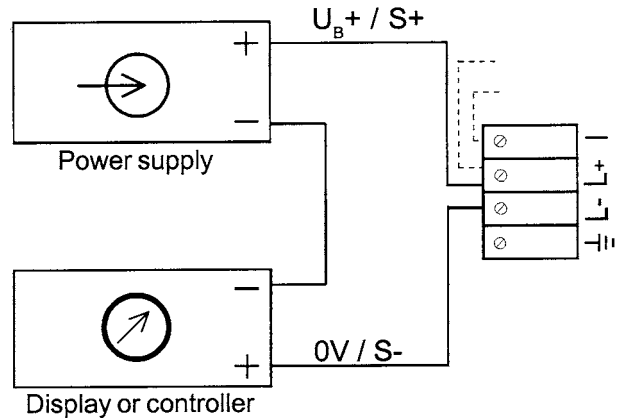 U_B+ / S+
+
−
Power supply
I
L+
L-
−
0V / S-
+
Display or controller